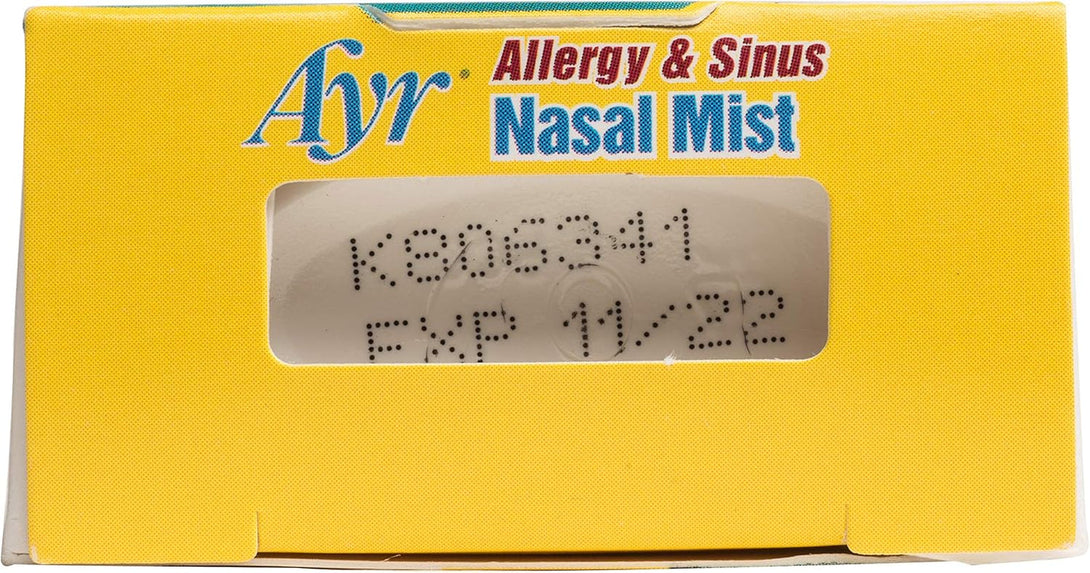 Ayr® Allergy & Sinus
Nasal Mist
K806341
EXP 11/22